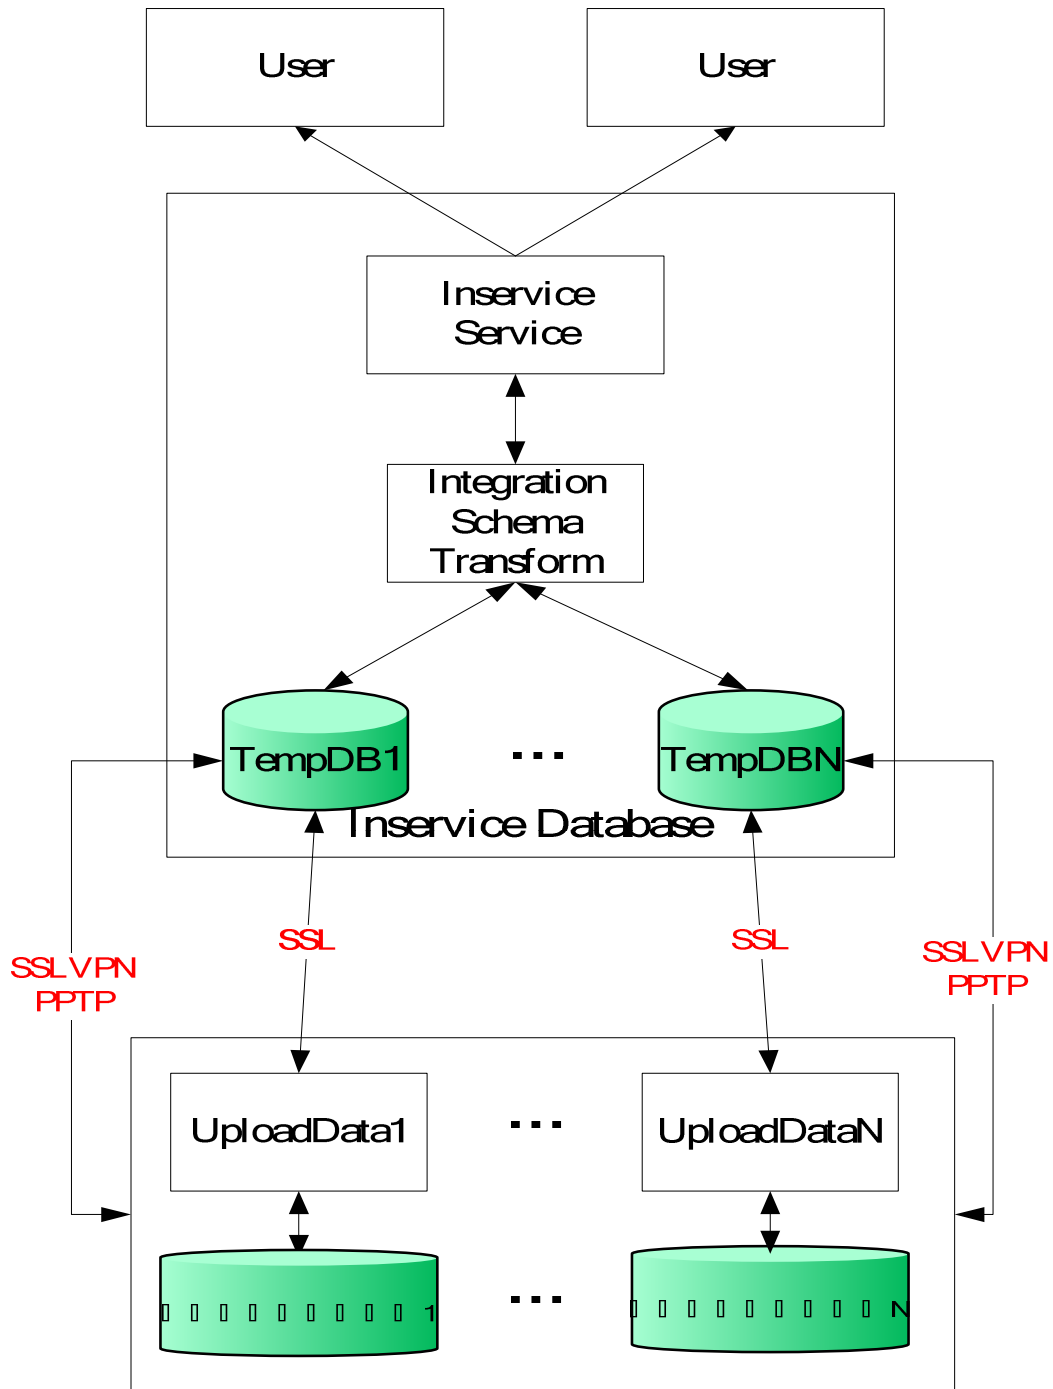 User
User
Inservice
Service
Integration
Schema
Transform
TempDB1
...
TempDBN
Inservice Database
SSL
SSL
SSLVPN
PPTP
SSLVPN
PPTP
UploadData1
...
UploadDataN
1
...
N